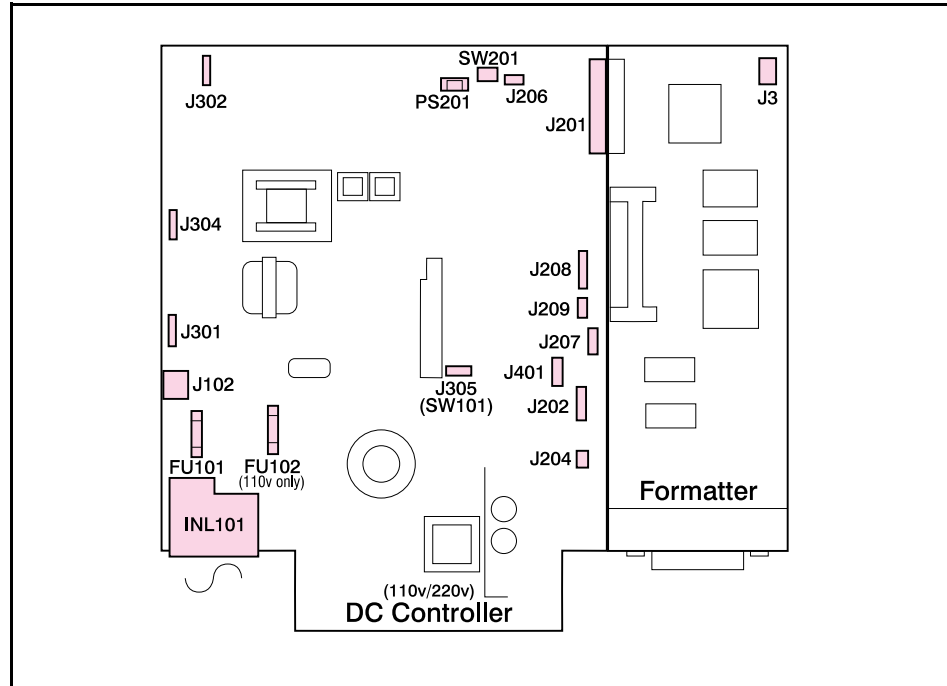 SW201
J302
PS201
J206
J3
J201
J304
J208
J209
J301
J207
J102
J401
J305
(SW101)
J202
FU101
FU102
(110v only)
J204
Formatter
INL101
(110v/220v)
DC Controller